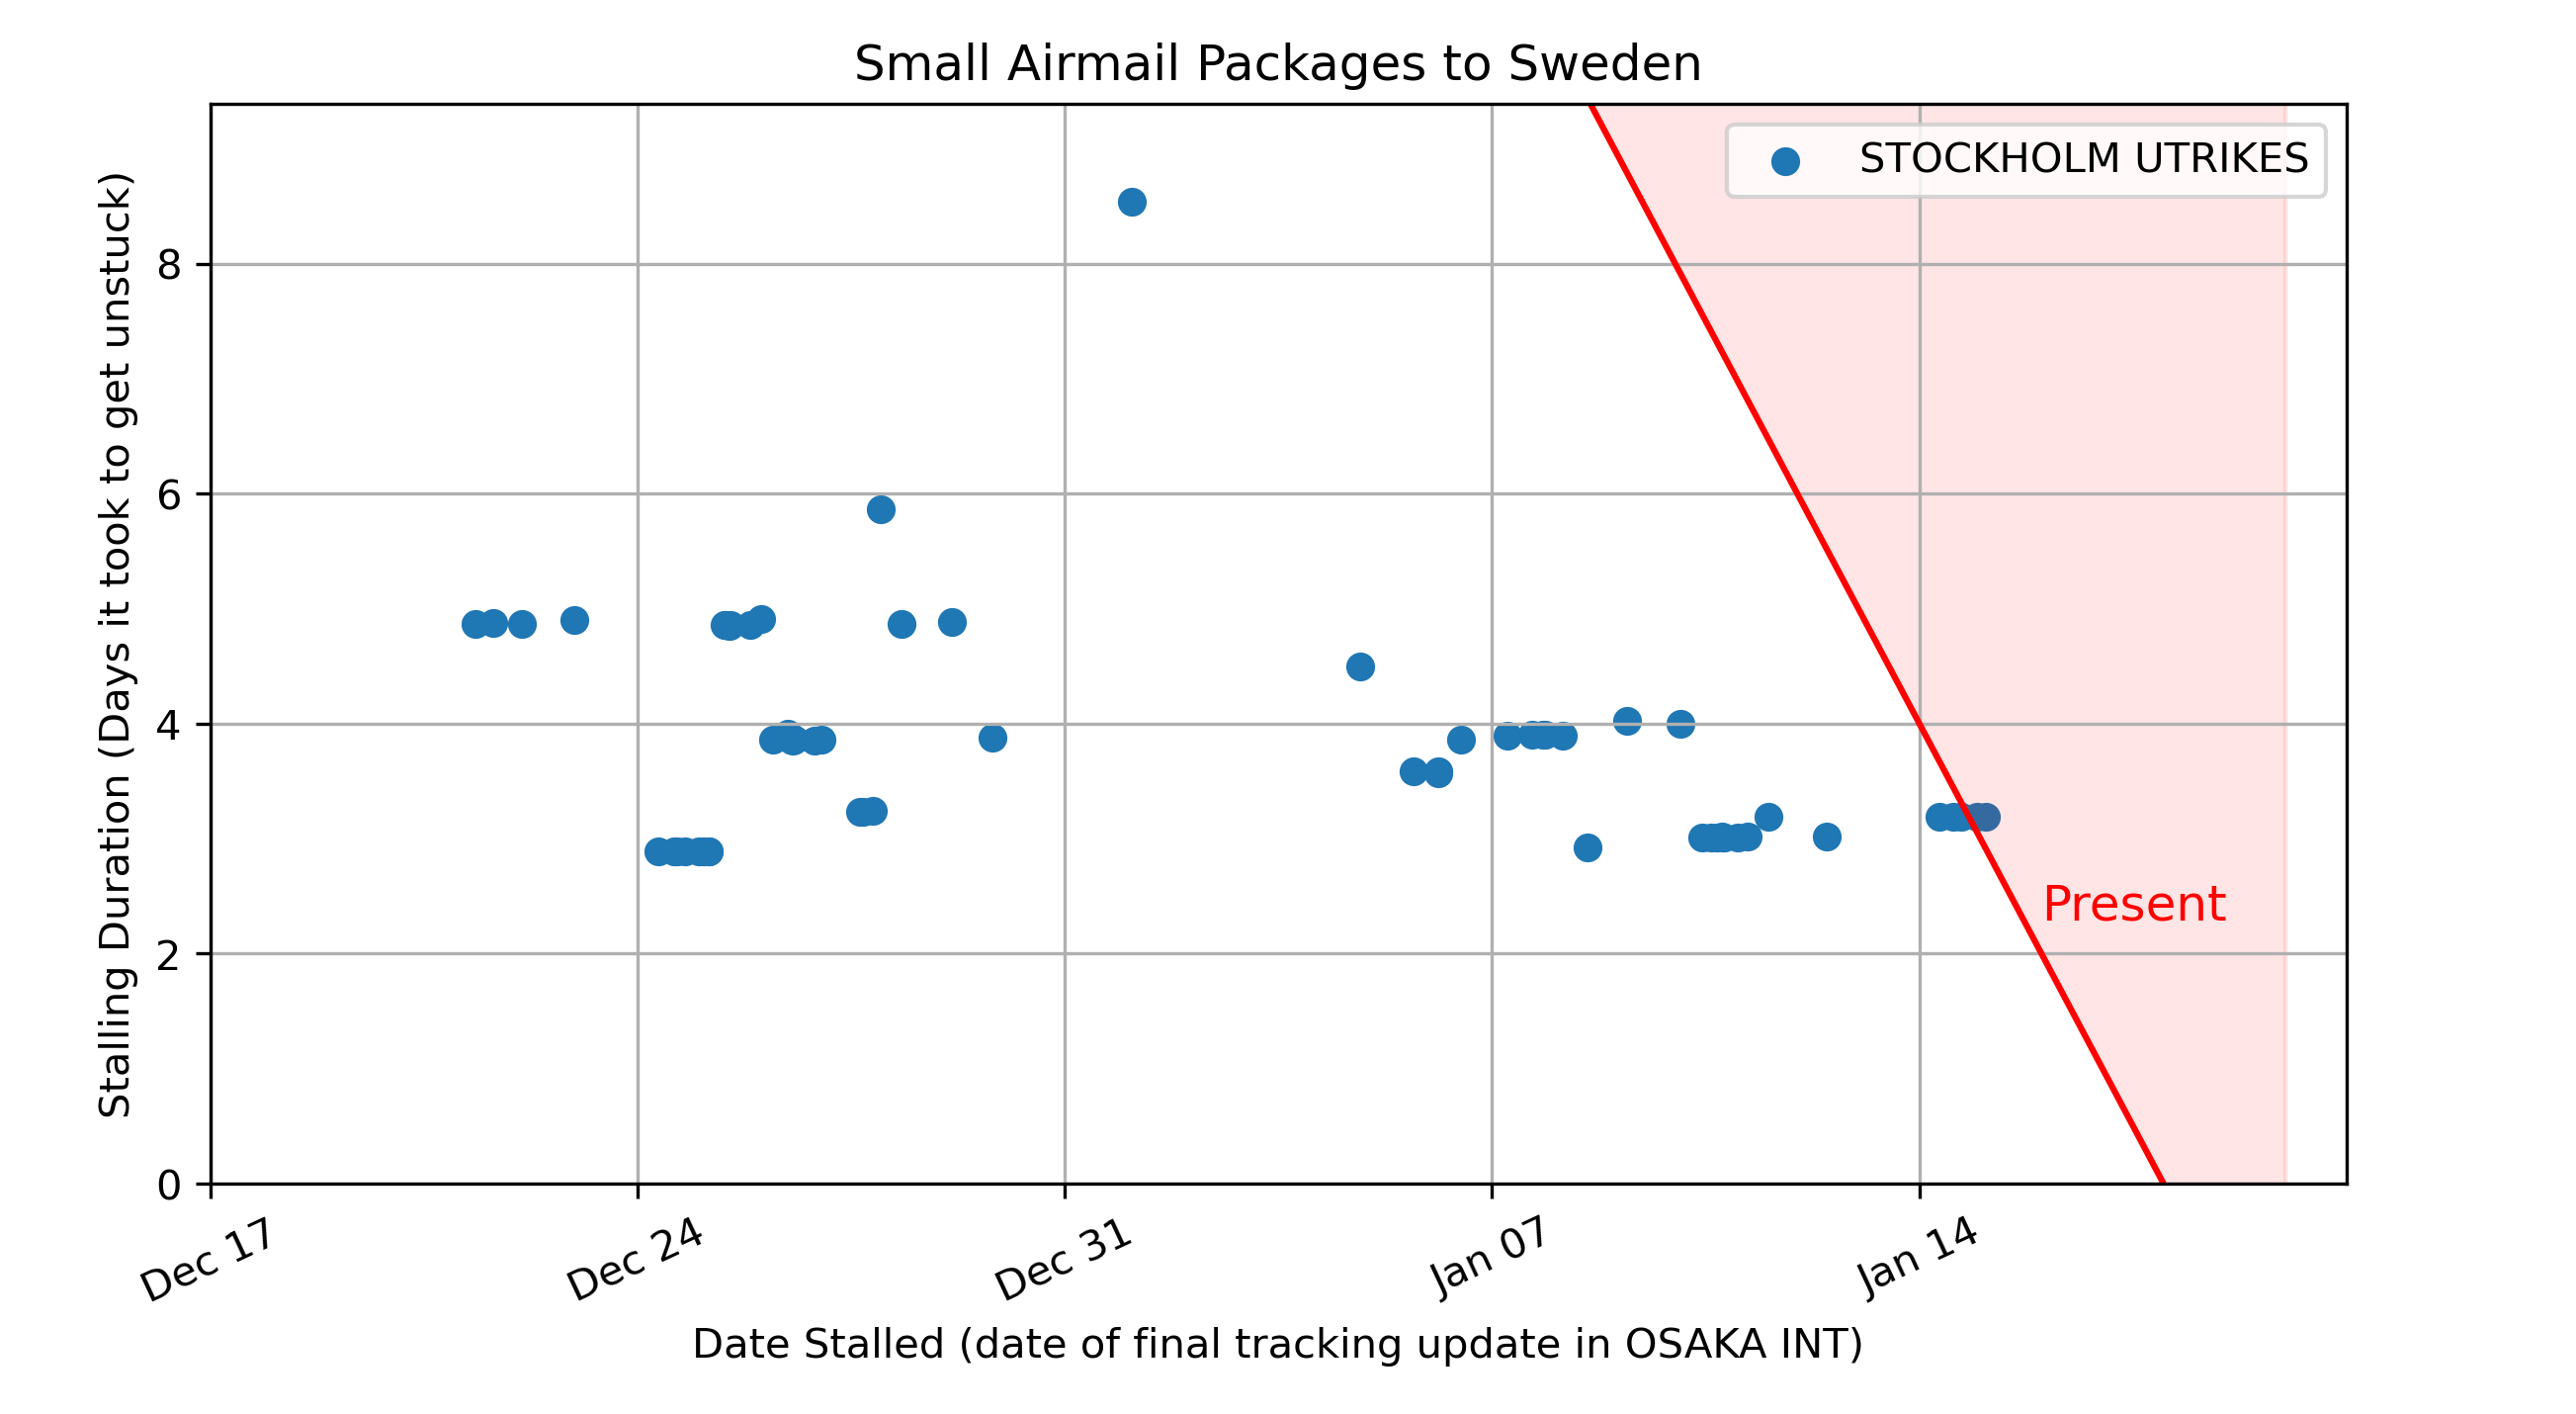 Small Airmail Packages to Sweden
STOCKHOLM UTRIKES
Stalling Duration (Days it took to get unstuck)
8
6
4
2
0
Present
Dec 17
Dec 24
Dec 31
Jan 07
Jan 14
Date Stalled (date of final tracking update in OSAKA INT)